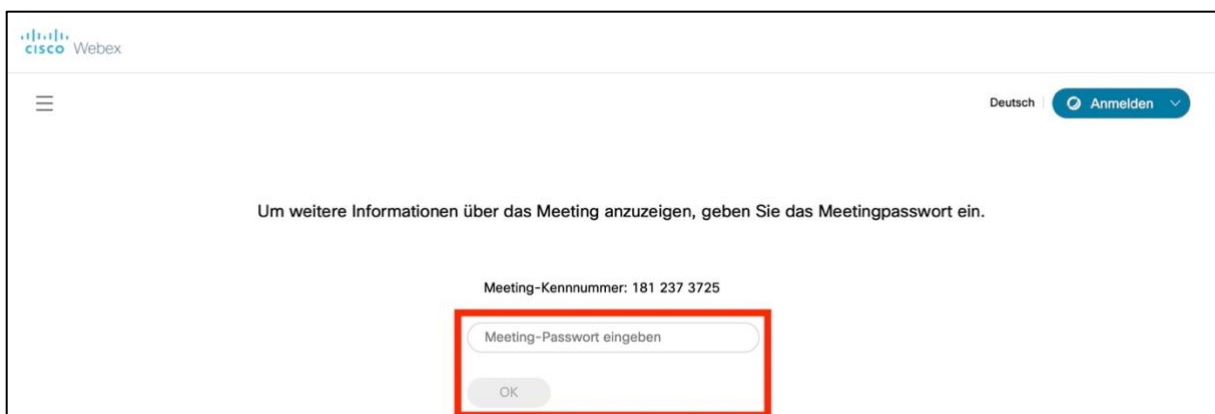 cisco Webex
Deutsch
Anmelden
Um weitere Informationen über das Meeting anzuzeigen, geben Sie das Meetingpasswort ein.
Meeting-Kennnummer: 181 237 3725
Meeting-Passwort eingeben
OK